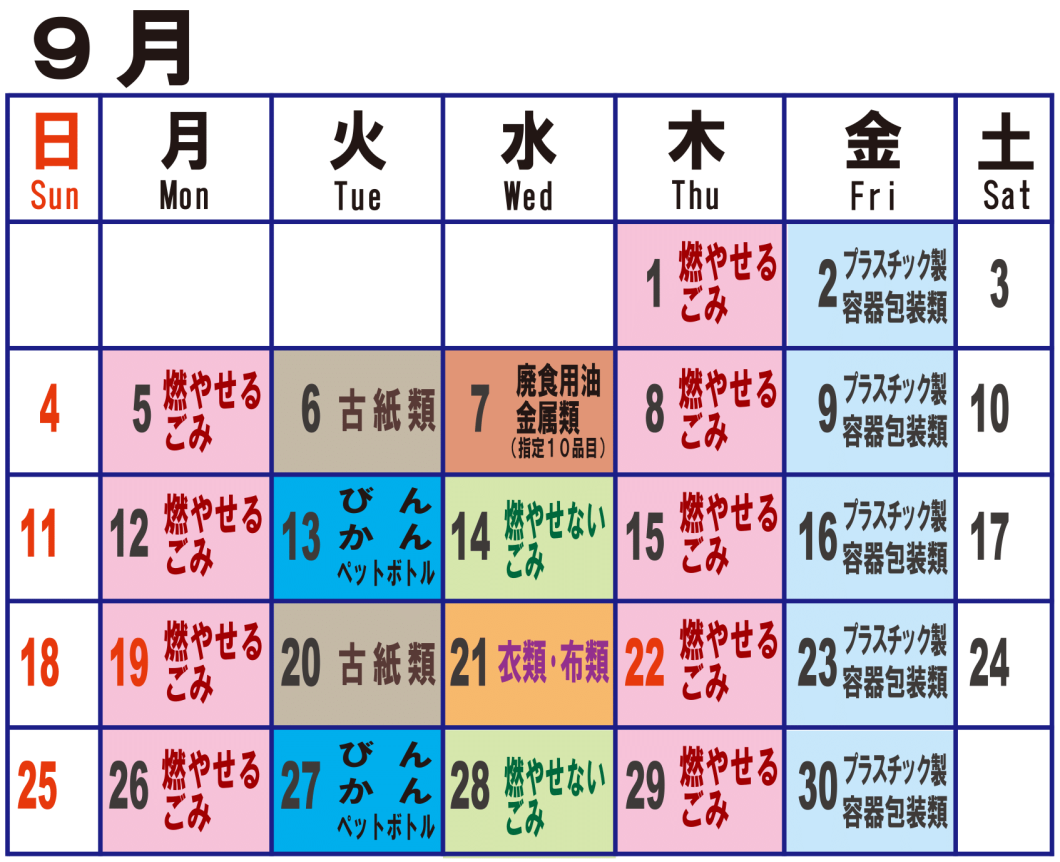 9月
日 月 火 水 木 金 土
Sun Mon Tue Wed Thu Fri Sat
1 燃やせる
ごみ
2 プラスチック製
容器包装類
3
4
5 燃やせる
ごみ
6 古紙類
7 廃食用油
金属類
(指定10品目)
8 燃やせる
ごみ
9 プラスチック製
容器包装類
10
11
12 燃やせる
ごみ
13 びん
かん
ペットボトル
14 燃やせない
ごみ
15 燃やせる
ごみ
16 プラスチック製
容器包装類
17
18
19 燃やせる
ごみ
20 古紙類
21 衣類・布類
22 燃やせる
ごみ
23 プラスチック製
容器包装類
24
25
26 燃やせる
ごみ
27 びん
かん
ペットボトル
28 燃やせない
ごみ
29 燃やせる
ごみ
30 プラスチック製
容器包装類